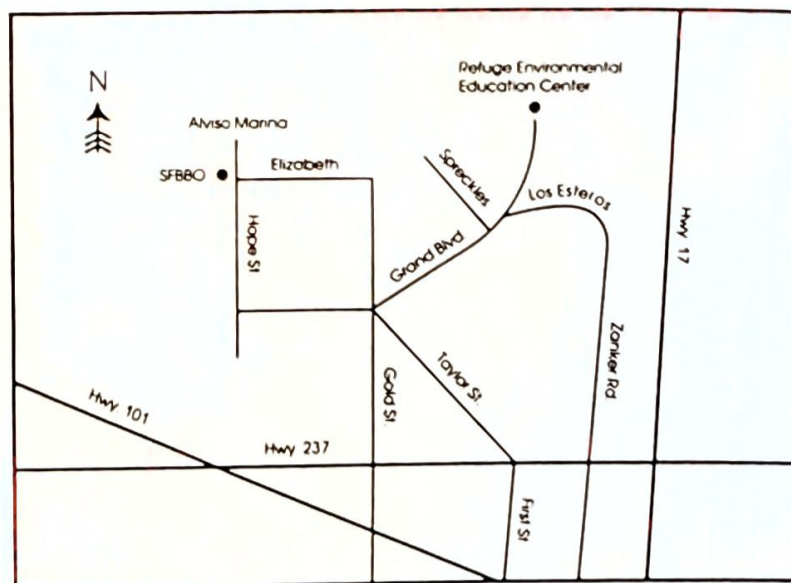 N
Refuge Environmental
Education Center
Alviso Marina
SFBBO
Elizabeth
Spreckles
Los Esteros
Hope St
Grand Blvd
Hwy 17
Zanker Rd
Taylor St.
Gold St.
Hwy 101
Hwy 237
First St